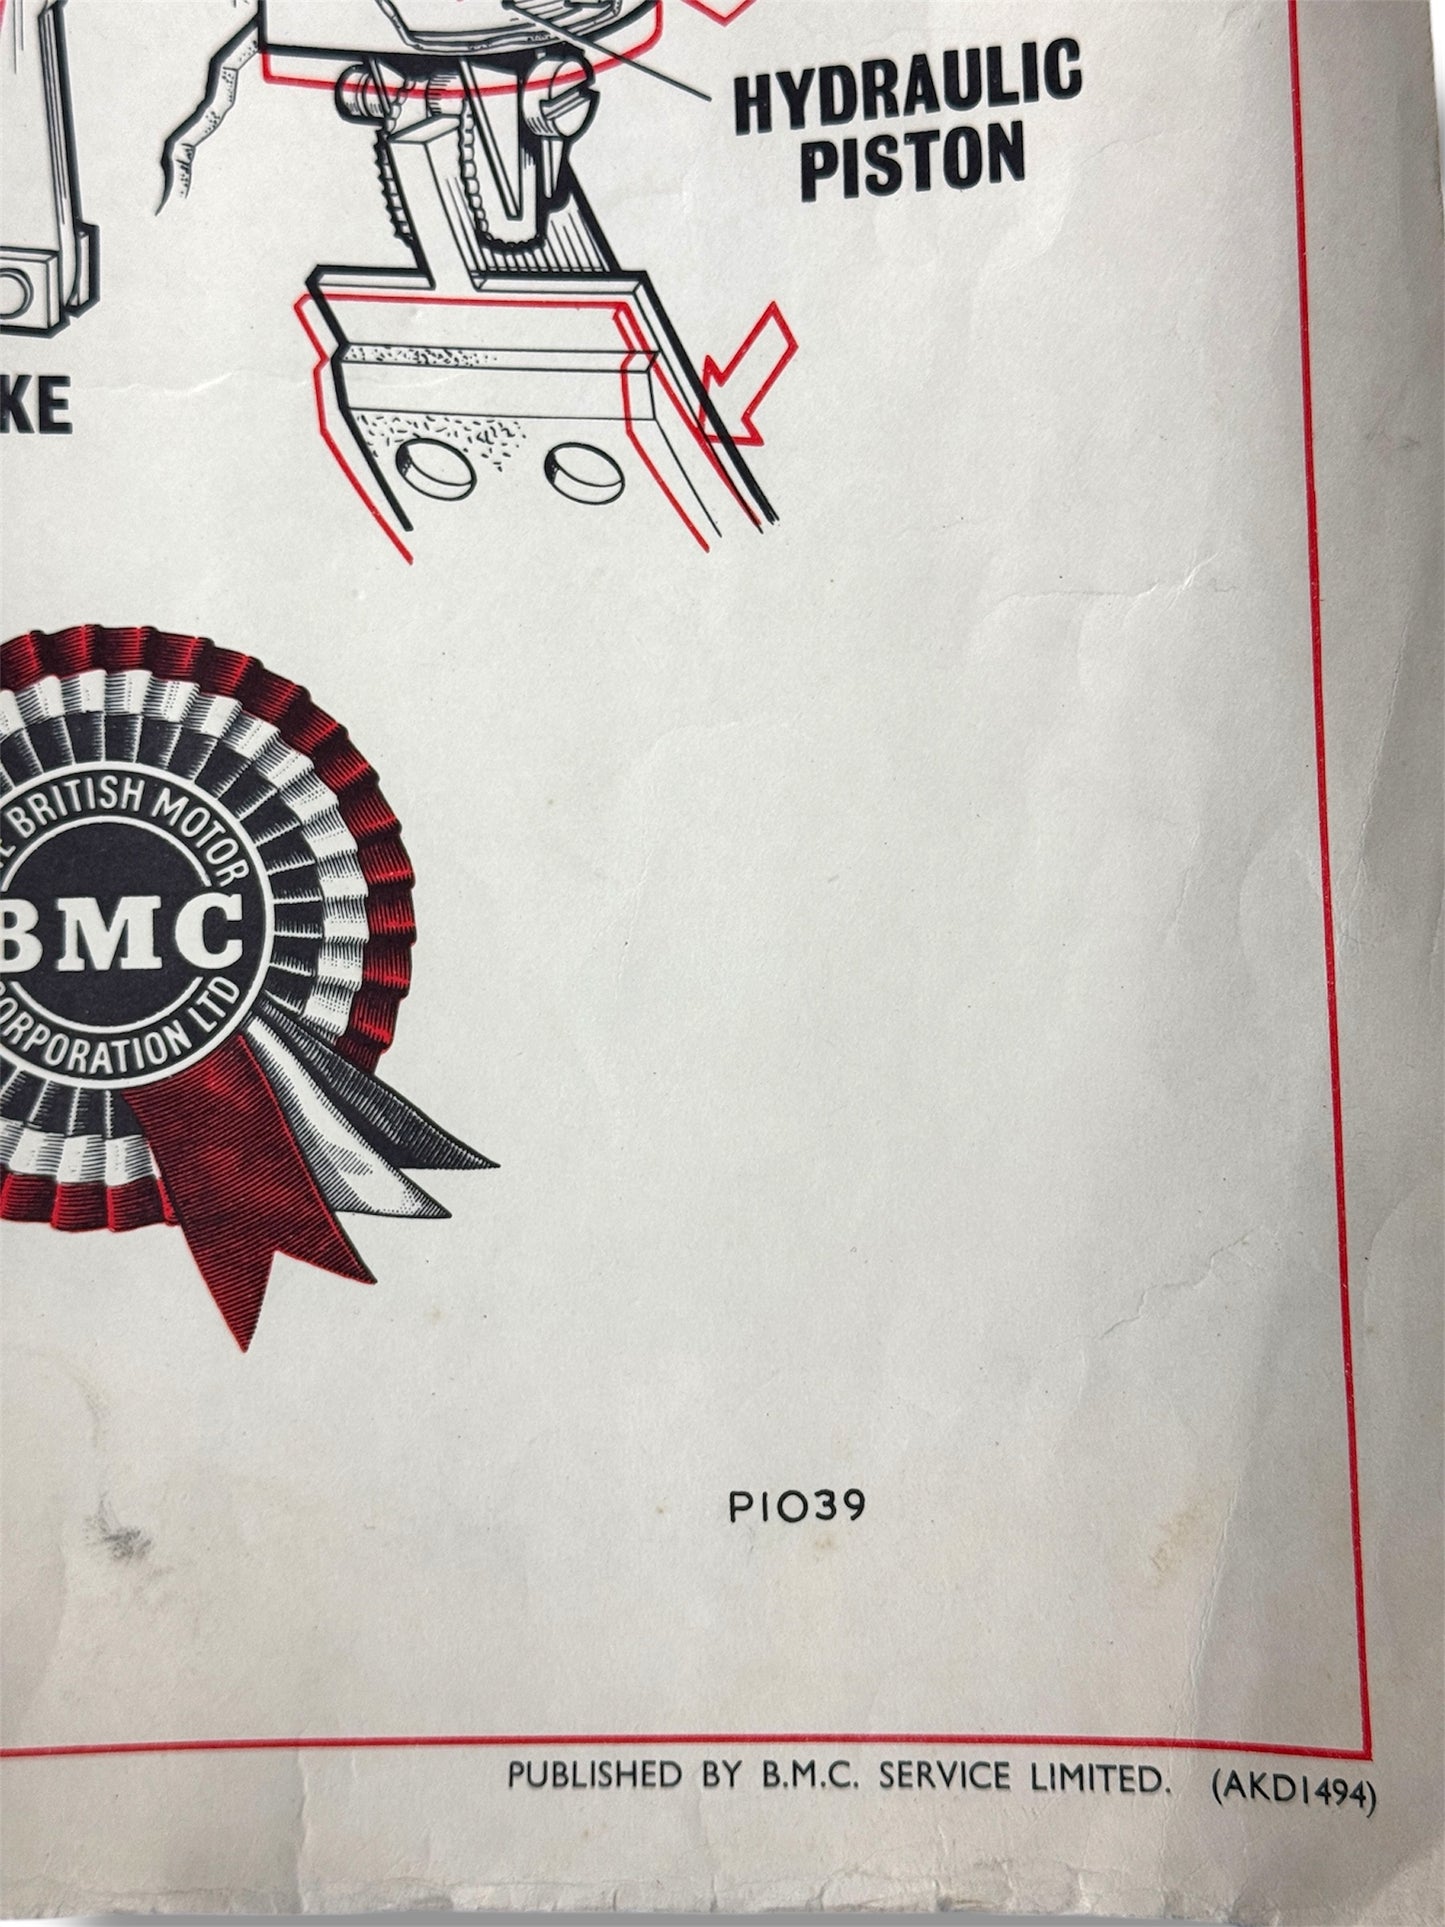 HYDRAULIC
PISTON
KE
E BRITISH MOTOR
BMC
ORPORATION LTD
P1039
PUBLISHED BY B.M.C. SERVICE LIMITED. (AKD1494)